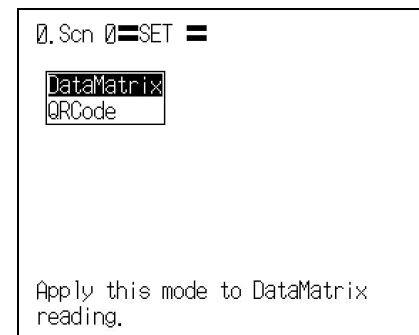 0.Scn 0〓SET 〓
DataMatrix
QRCode
Apply this mode to DataMatrix
reading.